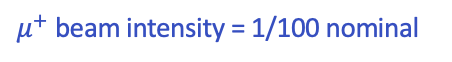 μ⁺ beam intensity = 1/100 nominal